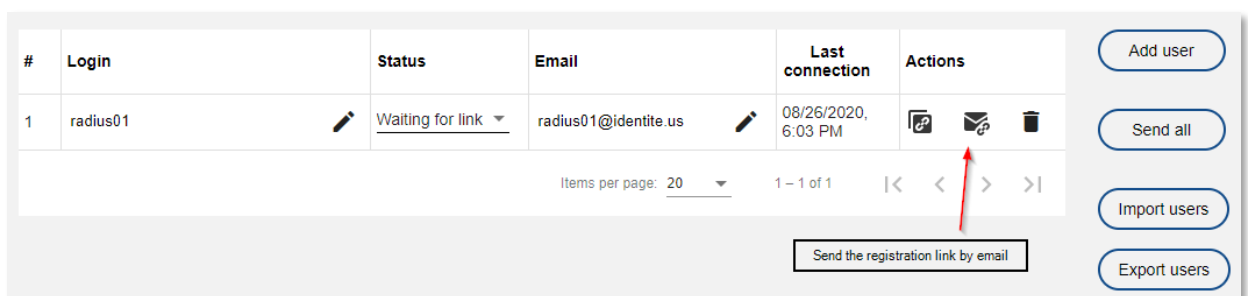 # Login Status Email Last connection Actions
1 radius01 Waiting for link radius01@identite.us 08/26/2020, 6:03 PM
Items per page: 20 1 – 1 of 1
Send the registration link by email
Add user
Send all
Import users
Export users